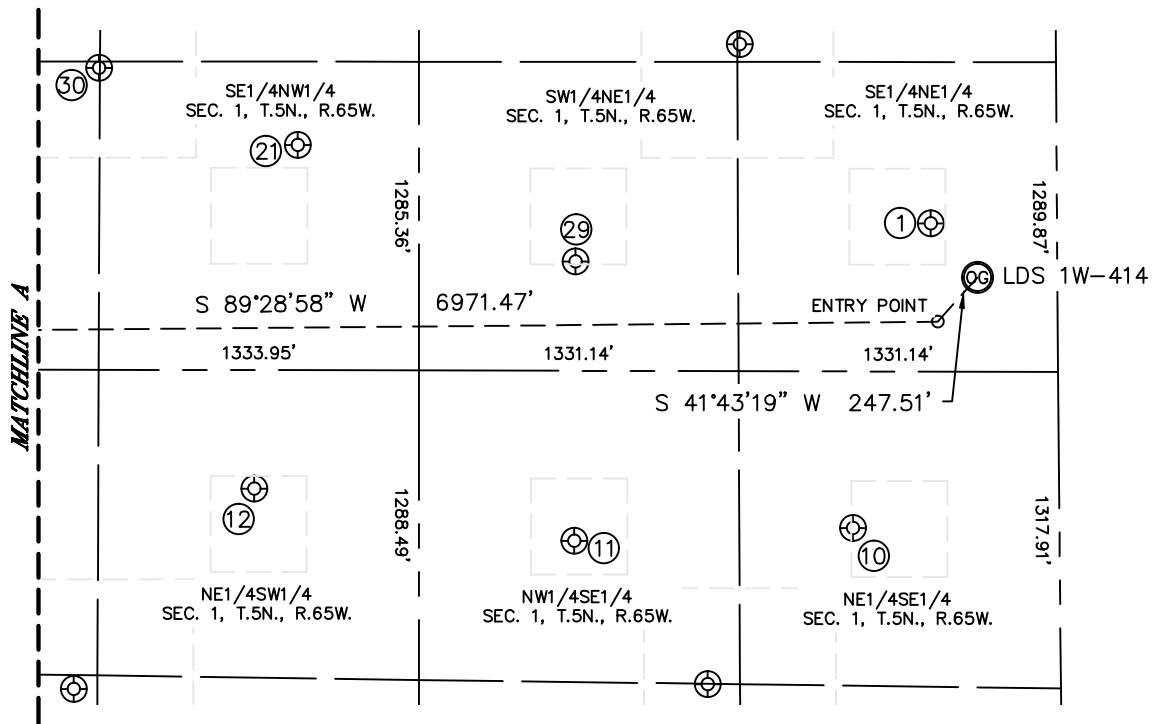 30
SE1/4NW1/4
SEC. 1, T.5N., R.65W.
SW1/4NE1/4
SEC. 1, T.5N., R.65W.
SE1/4NE1/4
SEC. 1, T.5N., R.65W.
21
29
1
1285.36'
1289.87'
OG LDS 1W-414
MATCHLINE A
S 89°28'58" W 6971.47'
ENTRY POINT
1333.95'
1331.14'
1331.14'
S 41°43'19" W 247.51'
12
11
10
1288.49'
1317.91'
NE1/4SW1/4
SEC. 1, T.5N., R.65W.
NW1/4SE1/4
SEC. 1, T.5N., R.65W.
NE1/4SE1/4
SEC. 1, T.5N., R.65W.